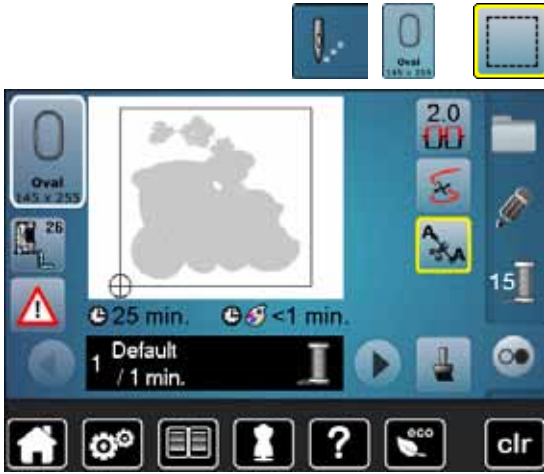 Oval
145 x 255
2.0
Oval
145 x 255
26
A
A
15
25 min.
<1 min.
1 Default
/ 1 min.
?
eco
clr